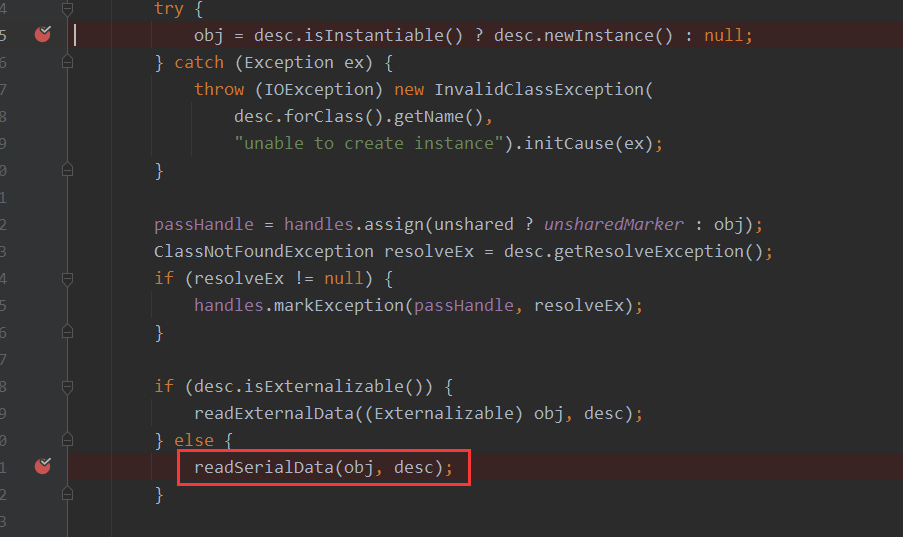 4 try {
5 obj = desc.isInstantiable() ? desc.newInstance() : null;
6 } catch (Exception ex) {
7 throw (IOException) new InvalidClassException(
8 desc.forClass().getName(),
9 "unable to create instance").initCause(ex);
0 }
1
2 passHandle = handles.assign(unshared ? unsharedMarker : obj);
3 ClassNotFoundException resolveEx = desc.getResolveException();
4 if (resolveEx != null) {
5 handles.markException(passHandle, resolveEx);
6 }
7
8 if (desc.isExternalizable()) {
9 readExternalData((Externalizable) obj, desc);
0 } else {
1 readSerialData(obj, desc);
2 }
3